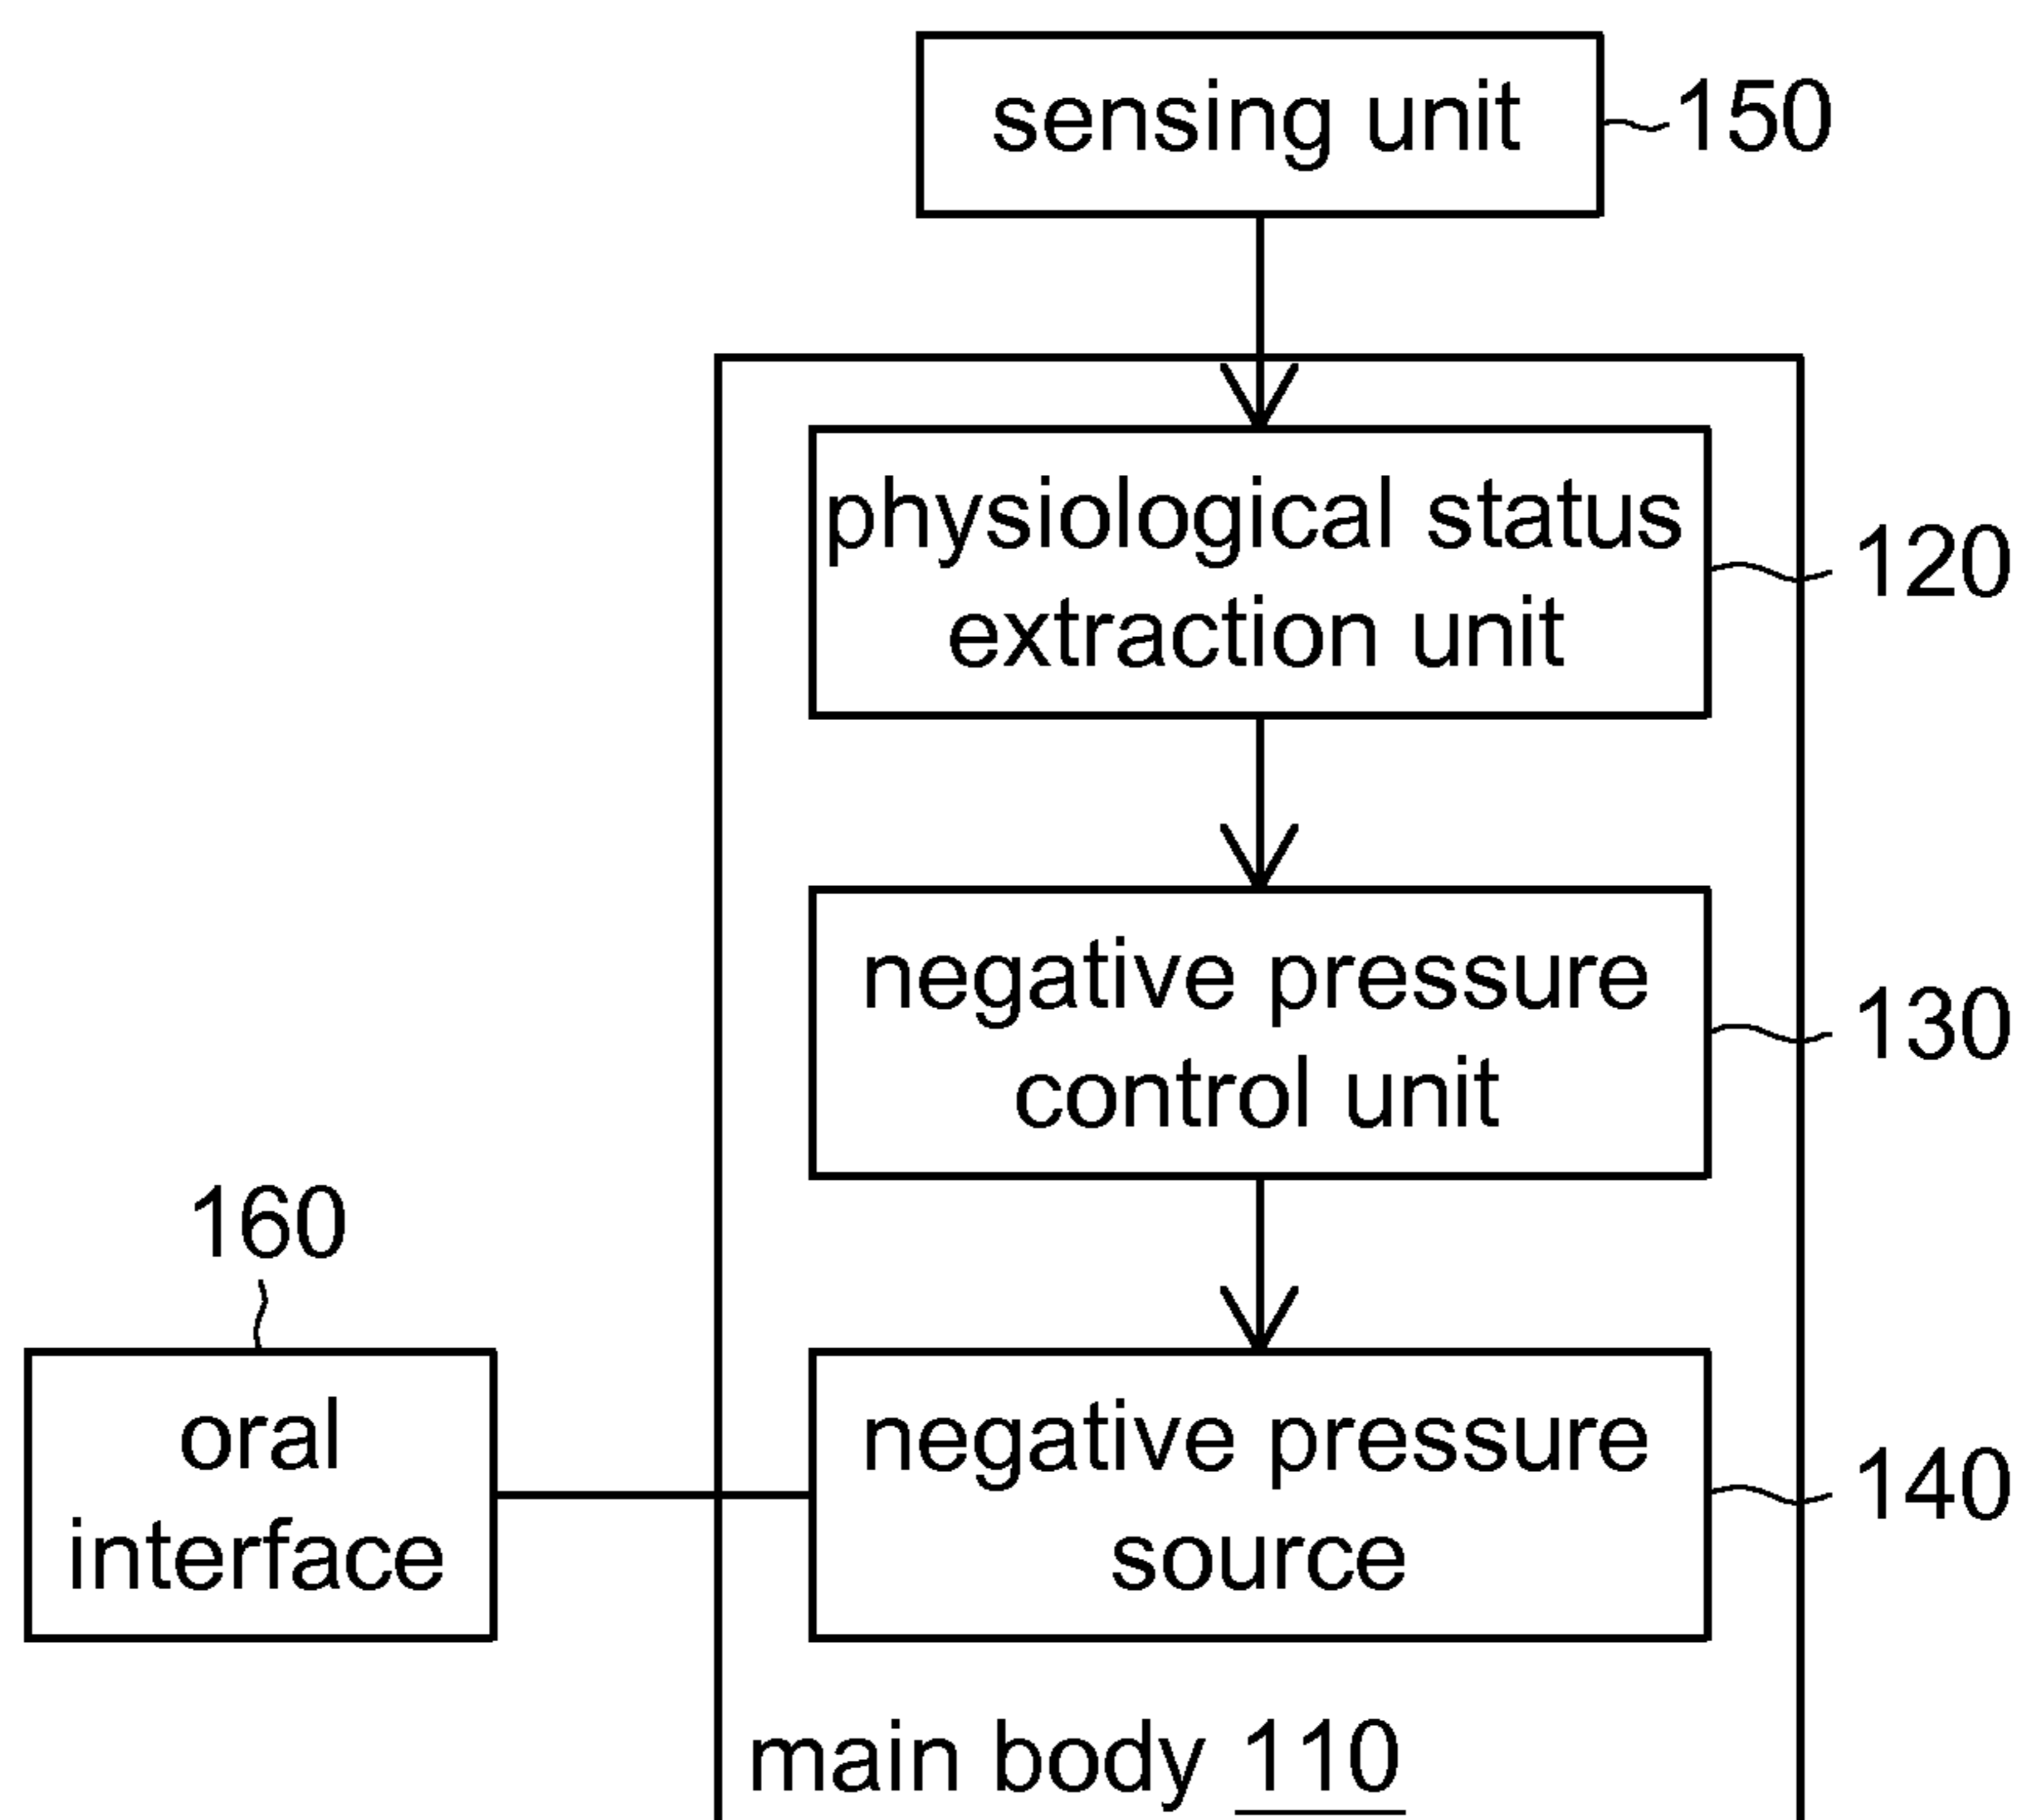 sensing unit 150
physiological status
extraction unit
120
negative pressure
control unit
130
160
oral
interface
negative pressure
source
140
main body 110